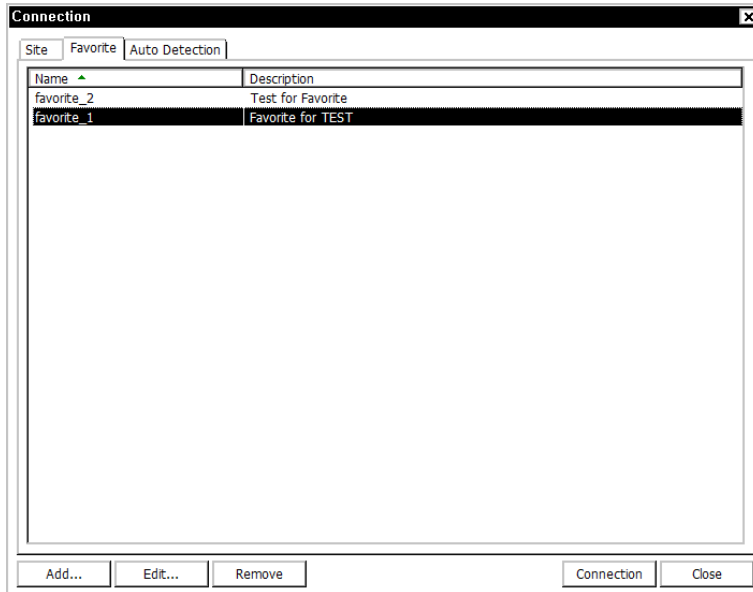 Connection
Site Favorite Auto Detection
Name Description
favorite_2 Test for Favorite
favorite_1 Favorite for TEST
Add... Edit... Remove Connection Close